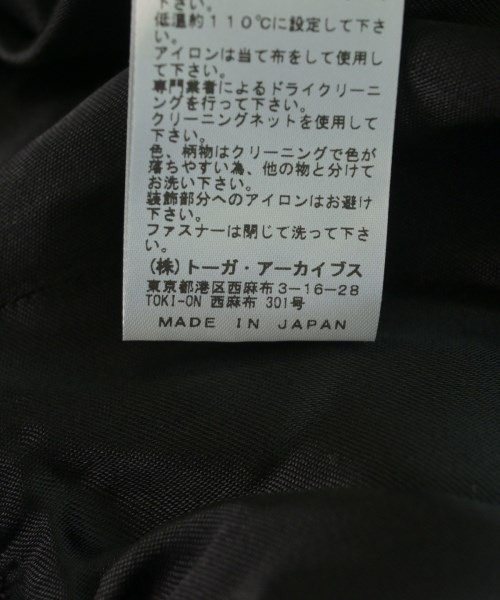 下さい。
低温約110℃に設定して下さ
い。
アイロンは当て布をして使用し
て下さい。
専門業者によるドライクリーニ
ングを行って下さい。
クリーニングネットを使用して
下さい。
色、柄物はクリーニングで色が
落ちやすい為、他の物と分けて
お洗い下さい。
装飾部分へのアイロンはお避け
下さい。
ファスナーは閉じて洗って下さ
い。
(株)トーガ・アーカイブス
東京都港区西麻布3-16-28
TOKI-ON 西麻布 301号
MADE IN JAPAN